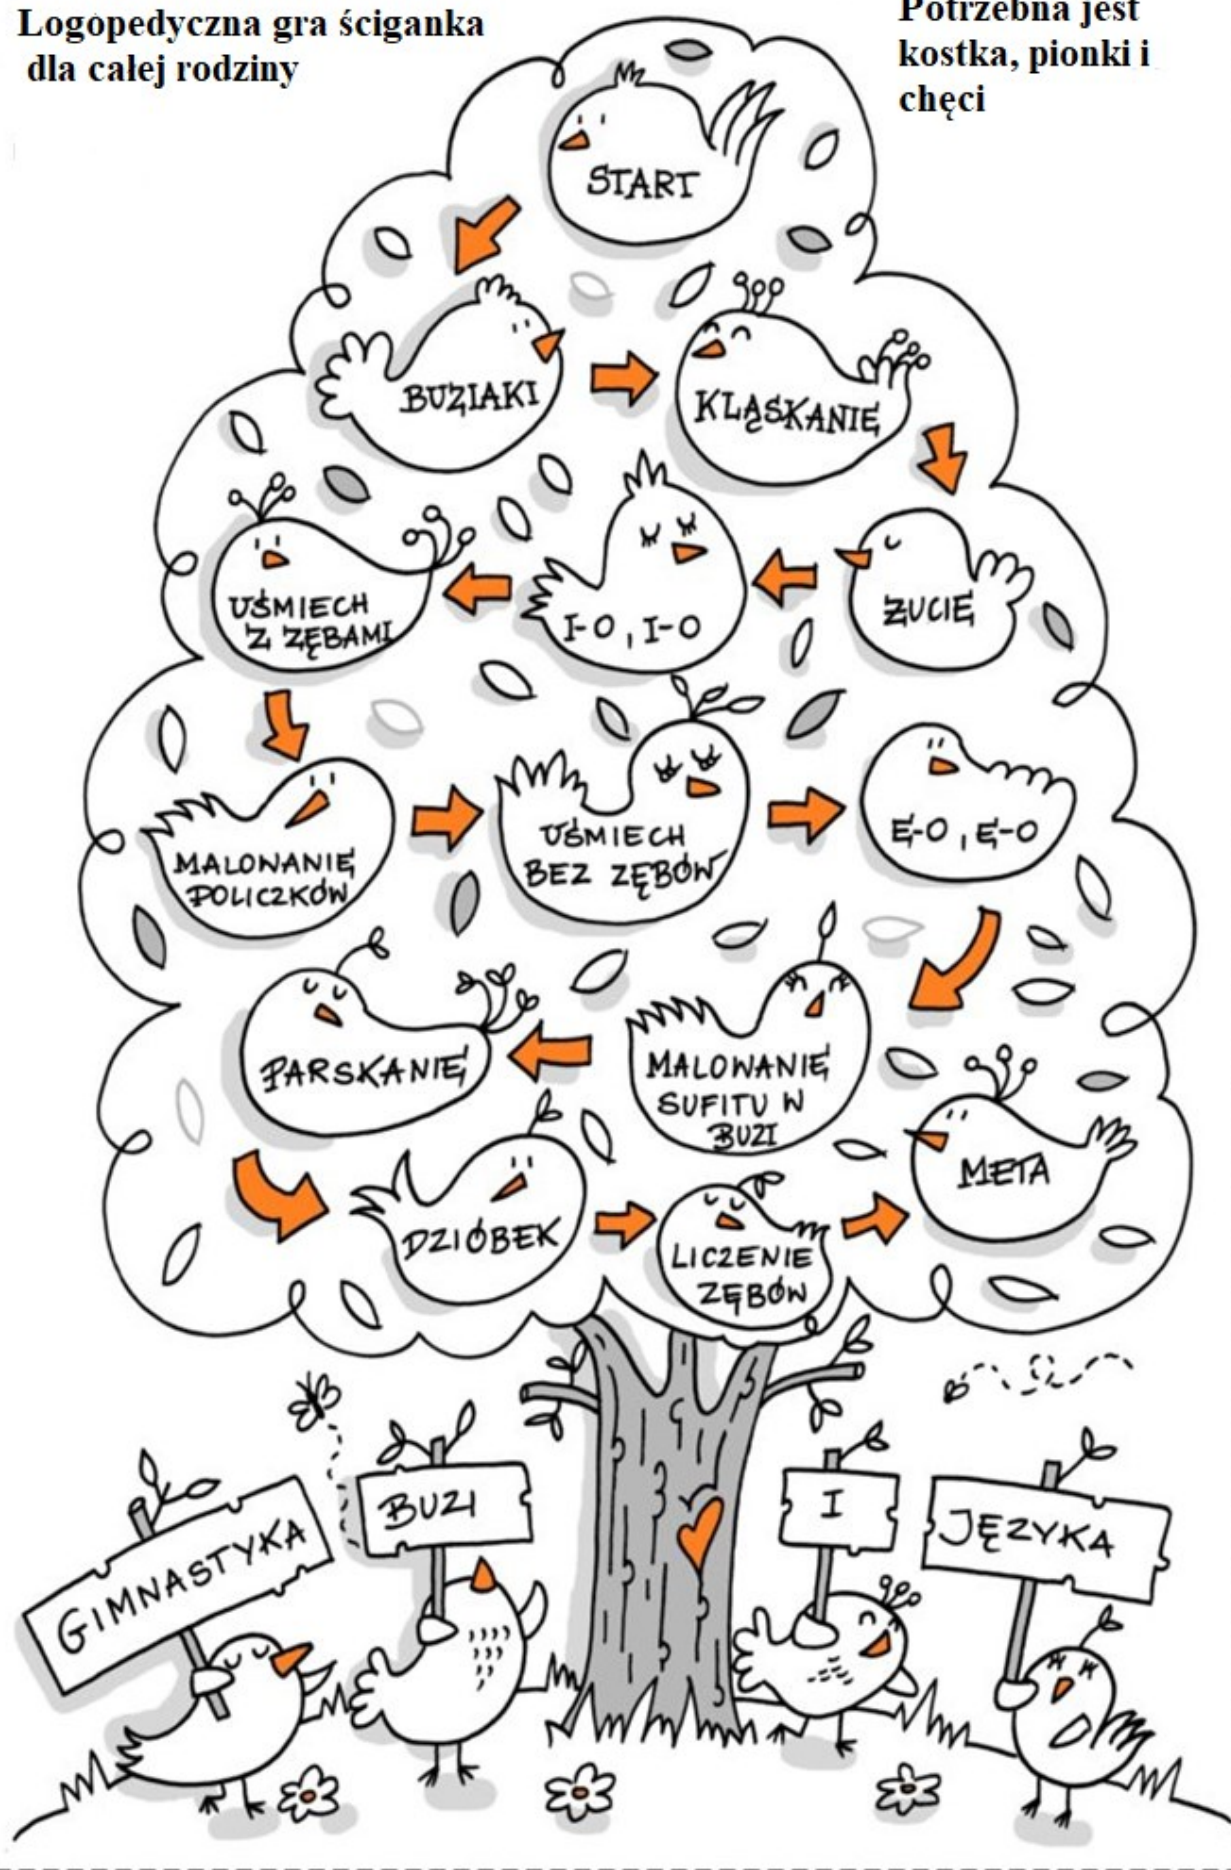 Logopedyczna gra ściganka
dla całej rodziny
Potrzebna jest
kostka, pionki i
chęci
START
BUZIAKI
KLĄSKANIE
ŻUCIE
I-O, I-O
UŚMIECH
Z ZĘBAMI
MALOWANIE
POLICZKÓW
UŚMIECH
BEZ ZĘBÓW
E-O, E-O
MALOWANIE
SUFITU W
BUZI
PARSKANIE
DZIÓBEK
LICZENIE
ZĘBÓW
META
GIMNASTYKA
BUZI
I
JĘZYKA